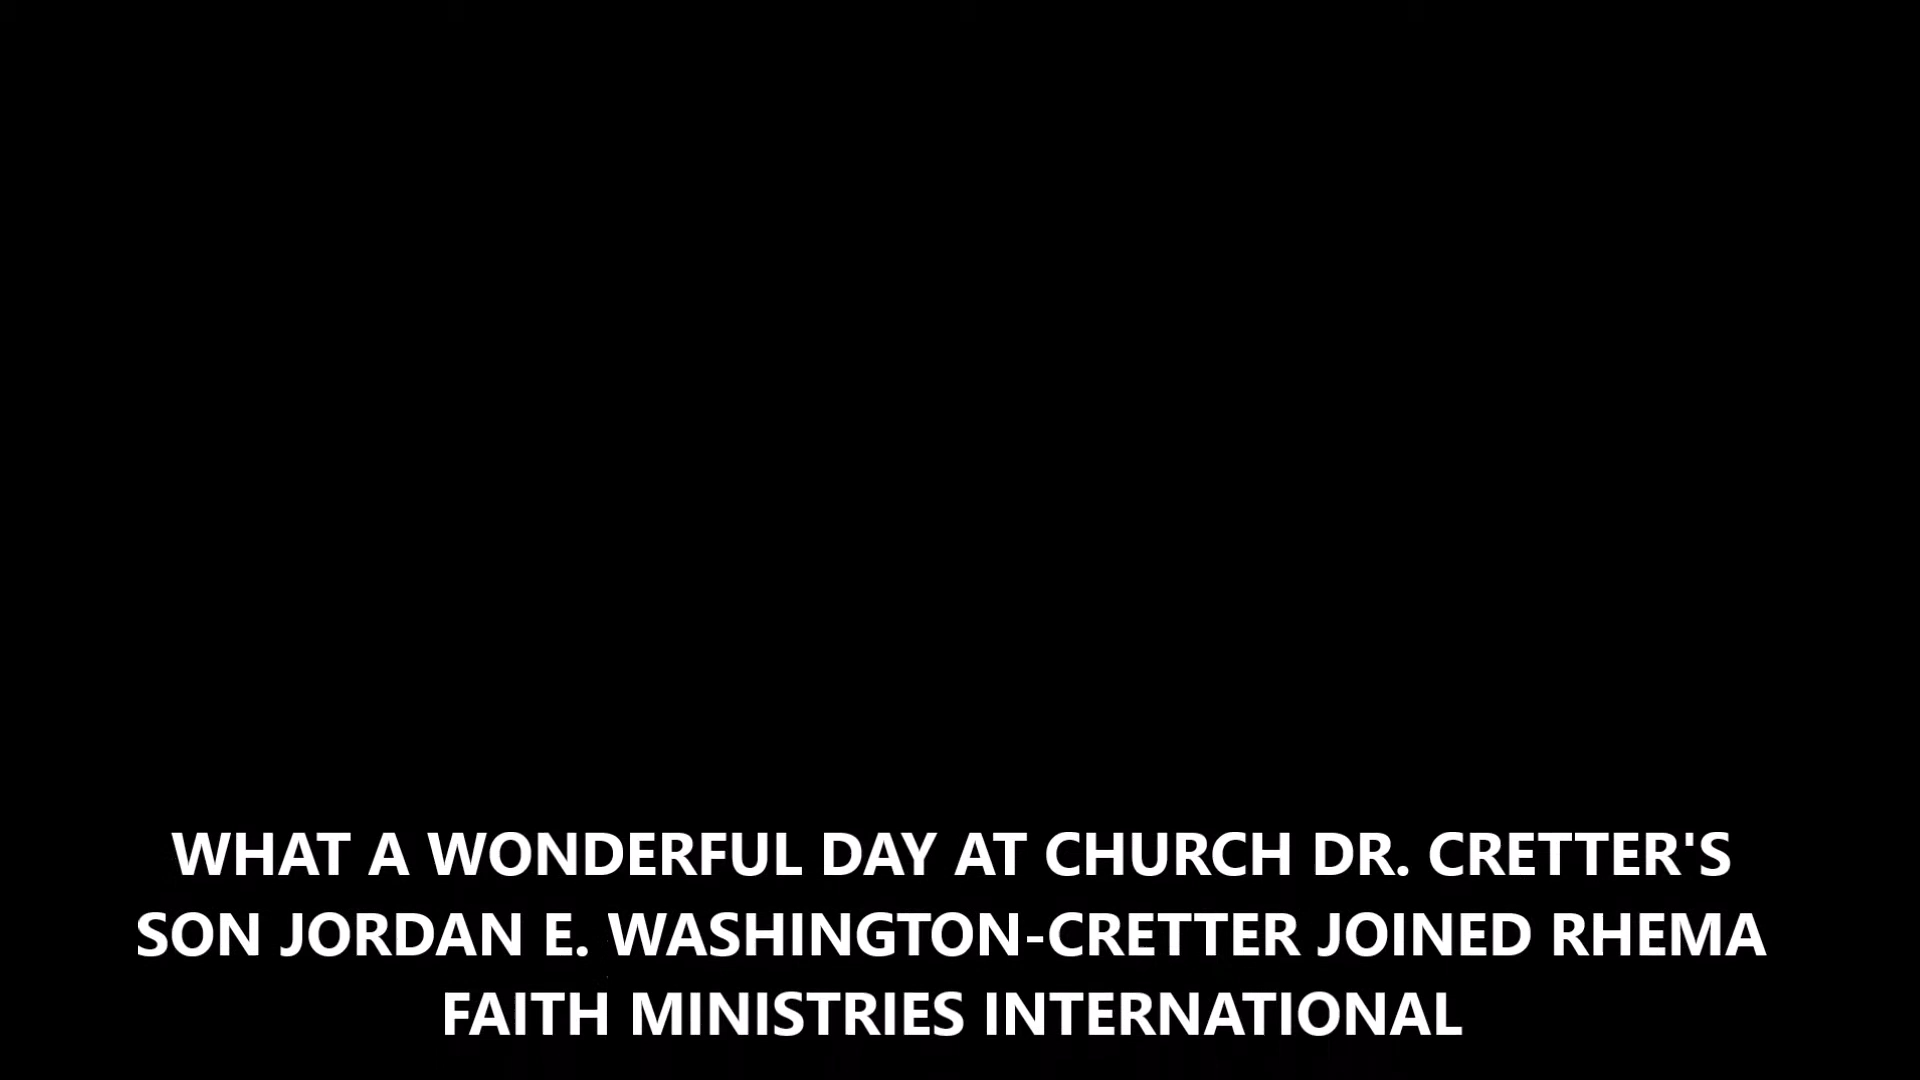 WHAT A WONDERFUL DAY AT CHURCH DR. CRETTER'S
SON JORDAN E. WASHINGTON-CRETTER JOINED RHEMA
FAITH MINISTRIES INTERNATIONAL